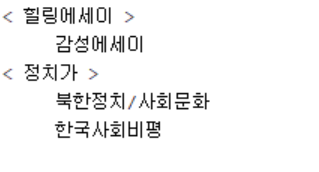 < 힐링에세이 >
감성에세이
< 정치가 >
북한정치/사회문화
한국사회비평